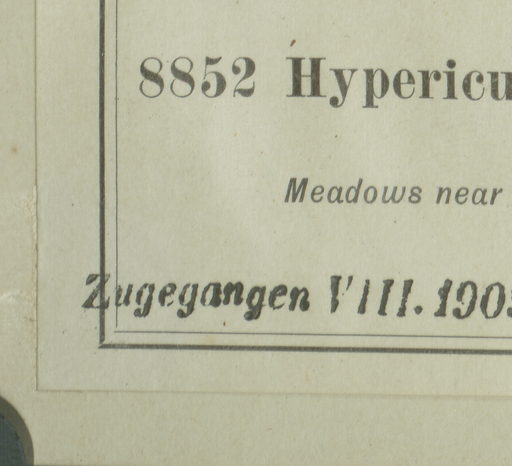 8852 Hypericu
Meadows near
Zugegangen VIII. 190